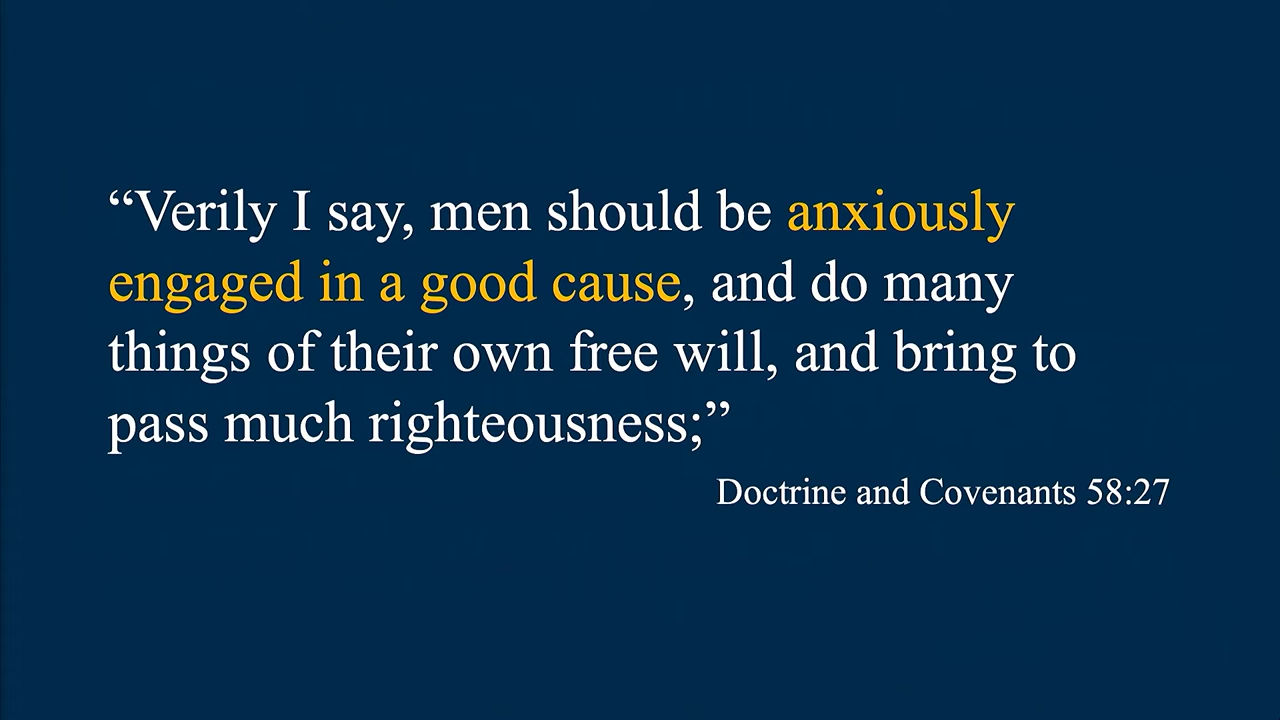 “Verily I say, men should be anxiously
engaged in a good cause, and do many
things of their own free will, and bring to
pass much righteousness;”
Doctrine and Covenants 58:27